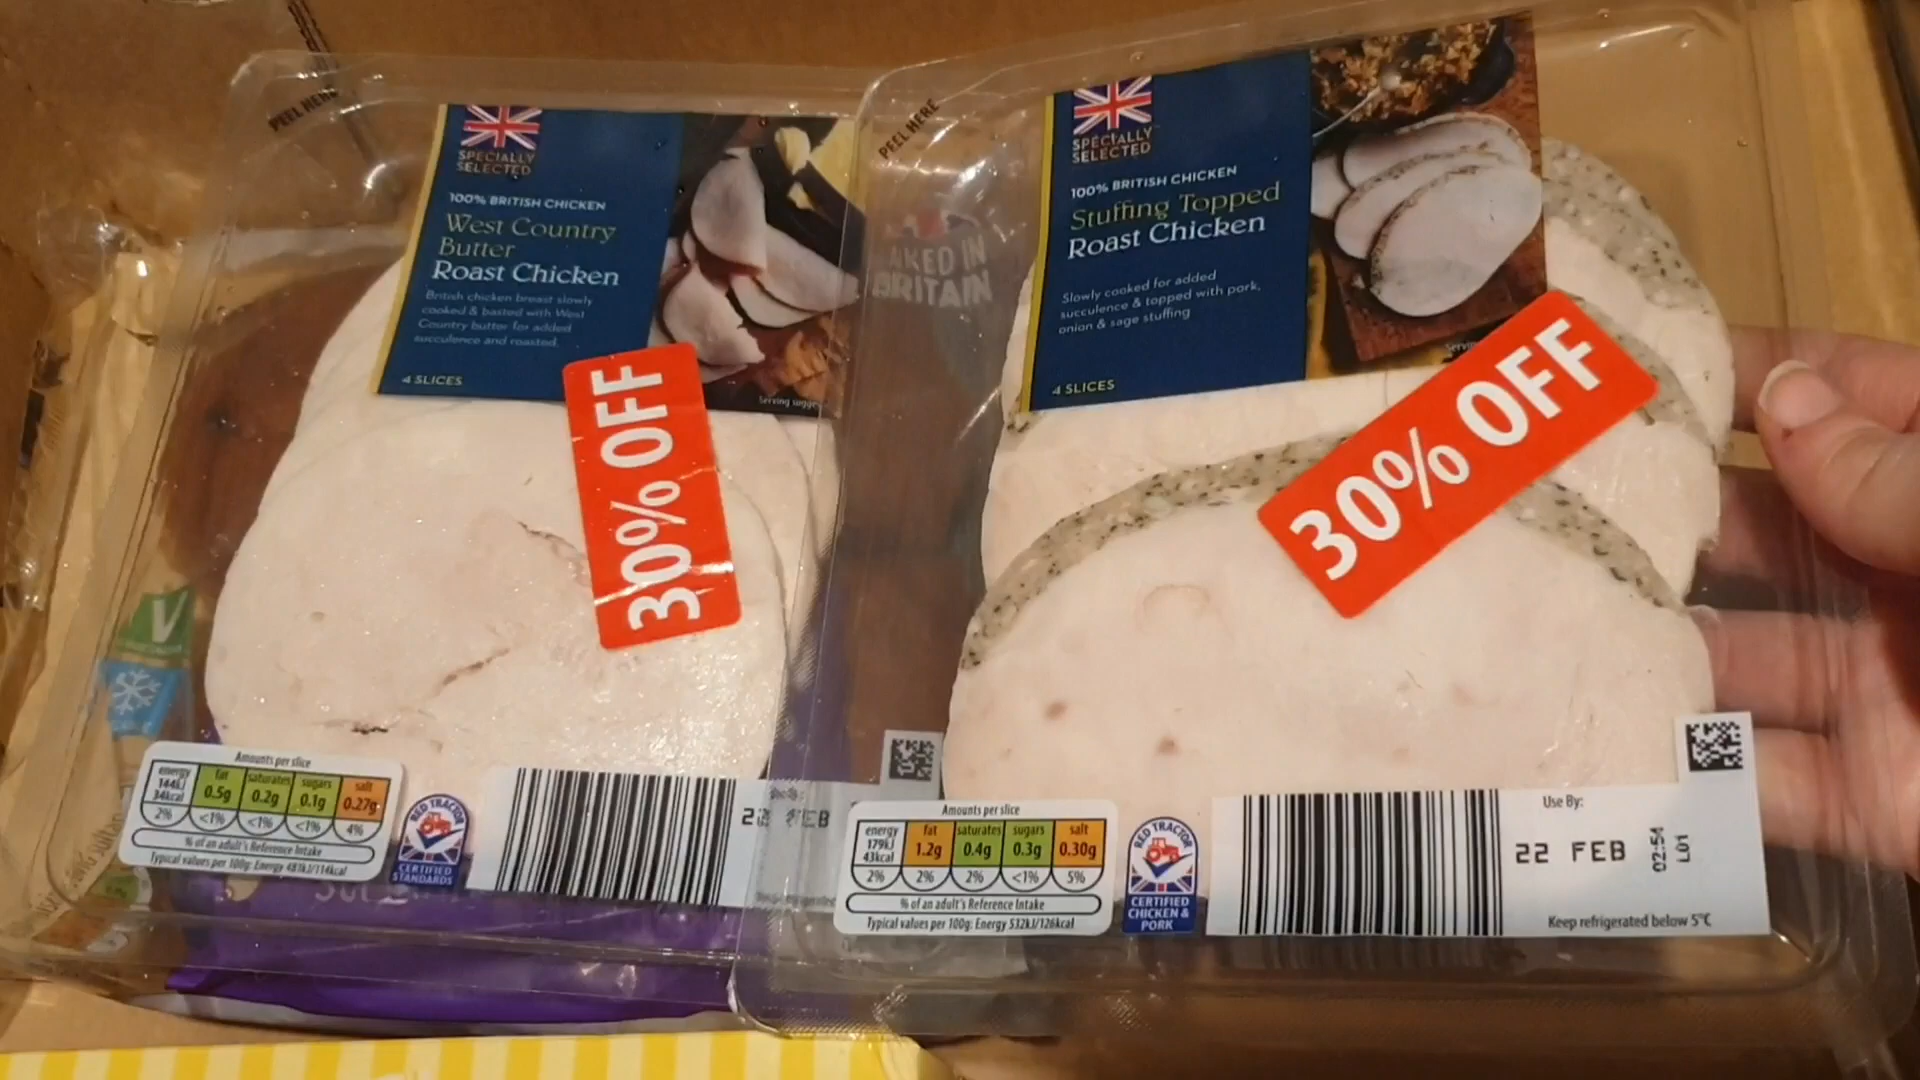 PEEL HERE
SPECIALLY
SELECTED
100% BRITISH CHICKEN
West Country
Butter
Roast Chicken
British chicken breast slowly
cooked & basted with West
Country butter for added
succulence and roasted.
4 SLICES
Serving
30% OFF
V
Amounts per slice
energy 144kJ 34kcal 2%
fat 0.5g <1%
saturates 0.2g <1%
sugars 0.1g <1%
salt 0.27g 4%
% of an adult's Reference Intake
Typical values per 100g: Energy 481kJ/114kcal
RED TRACTOR
CERTIFIED
STANDARDS
FEB
PEEL HERE
BAKED IN
BRITAIN
SPECIALLY
SELECTED
100% BRITISH CHICKEN
Stuffing Topped
Roast Chicken
Slowly cooked for added
succulence & topped with pork,
onion & sage stuffing
4 SLICES
30% OFF
Amounts per slice
energy 179kJ 43kcal 2%
fat 1.2g 2%
saturates 0.4g 2%
sugars 0.3g <1%
salt 0.30g 5%
% of an adult's Reference Intake
Typical values per 100g: Energy 532kJ/126kcal
RED TRACTOR
CERTIFIED
CHICKEN &
PORK
Use By:
22 FEB
02:54
L01
Keep refrigerated below 5°C